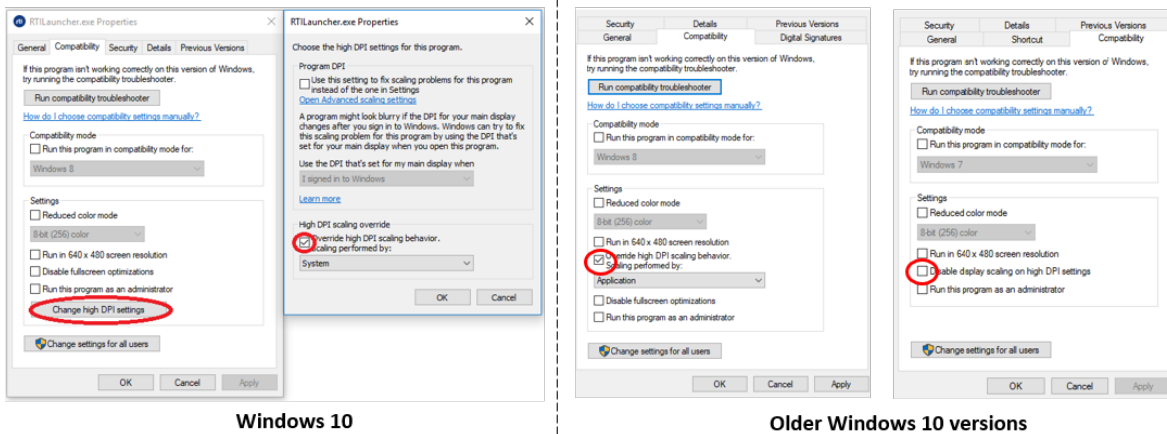 RTILauncher.exe Properties
General Compatibility Security Details Previous Versions
If this program isn't working correctly on this version of Windows,
try running the compatibility troubleshooter.
Run compatibility troubleshooter
How do I choose compatibility settings manually?
Compatibility mode
Run this program in compatibility mode for:
Windows 8
Settings
Reduced color mode
8-bit (256) color
Run in 640 x 480 screen resolution
Disable fullscreen optimizations
Run this program as an administrator
Change high DPI settings
Change settings for all users
OK Cancel Apply
RTILauncher.exe Properties
Choose the high DPI settings for this program.
Program DPI
Use this setting to fix scaling problems for this program
instead of the one in Settings
Open Advanced scaling settings
A program might look blurry if the DPI for your main display
changes after you sign in to Windows. Windows can try to fix
this scaling problem for this program by using the DPI that's
set for your main display when you open this program.
Use the DPI that's set for my main display when
I signed in to Windows
Learn more
High DPI scaling override
Override high DPI scaling behavior.
Scaling performed by:
System
OK Cancel
Windows 10
Security Details Previous Versions
General Compatibility Digital Signatures
If this program isn't working correctly on this version of Windows,
try running the compatibility troubleshooter.
Run compatibility troubleshooter
How do I choose compatibility settings manually?
Compatibility mode
Run this program in compatibility mode for:
Windows 8
Settings
Reduced color mode
8-bit (256) color
Run in 640 x 480 screen resolution
Override high DPI scaling behavior.
Scaling performed by:
Application
Disable fullscreen optimizations
Run this program as an administrator
Change settings for all users
OK Cancel Apply
Security Details Previous Versions
General Shortcut Compatibility
If this program isn't working correctly on this version of Windows,
try running the compatibility troubleshooter.
Run compatibility troubleshooter
How do I choose compatibility settings manually?
Compatibility mode
Run this program in compatibility mode for:
Windows 7
Settings
Reduced color mode
8-bit (256) color
Run in 640 x 480 screen resolution
Disable display scaling on high DPI settings
Run this program as an administrator
Change settings for all users
OK Cancel Apply
Older Windows 10 versions